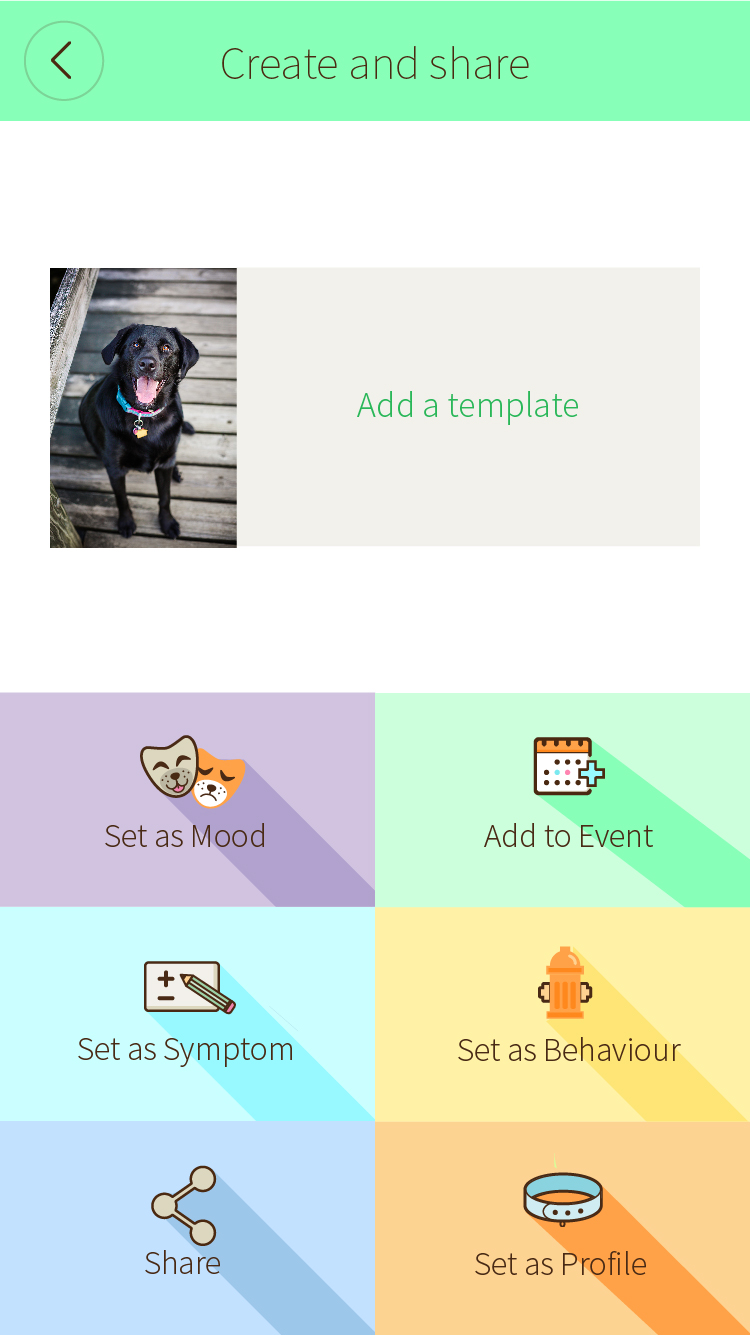 Create and share
Add a template
Set as Mood
Add to Event
Set as Symptom
Set as Behaviour
Share
Set as Profile